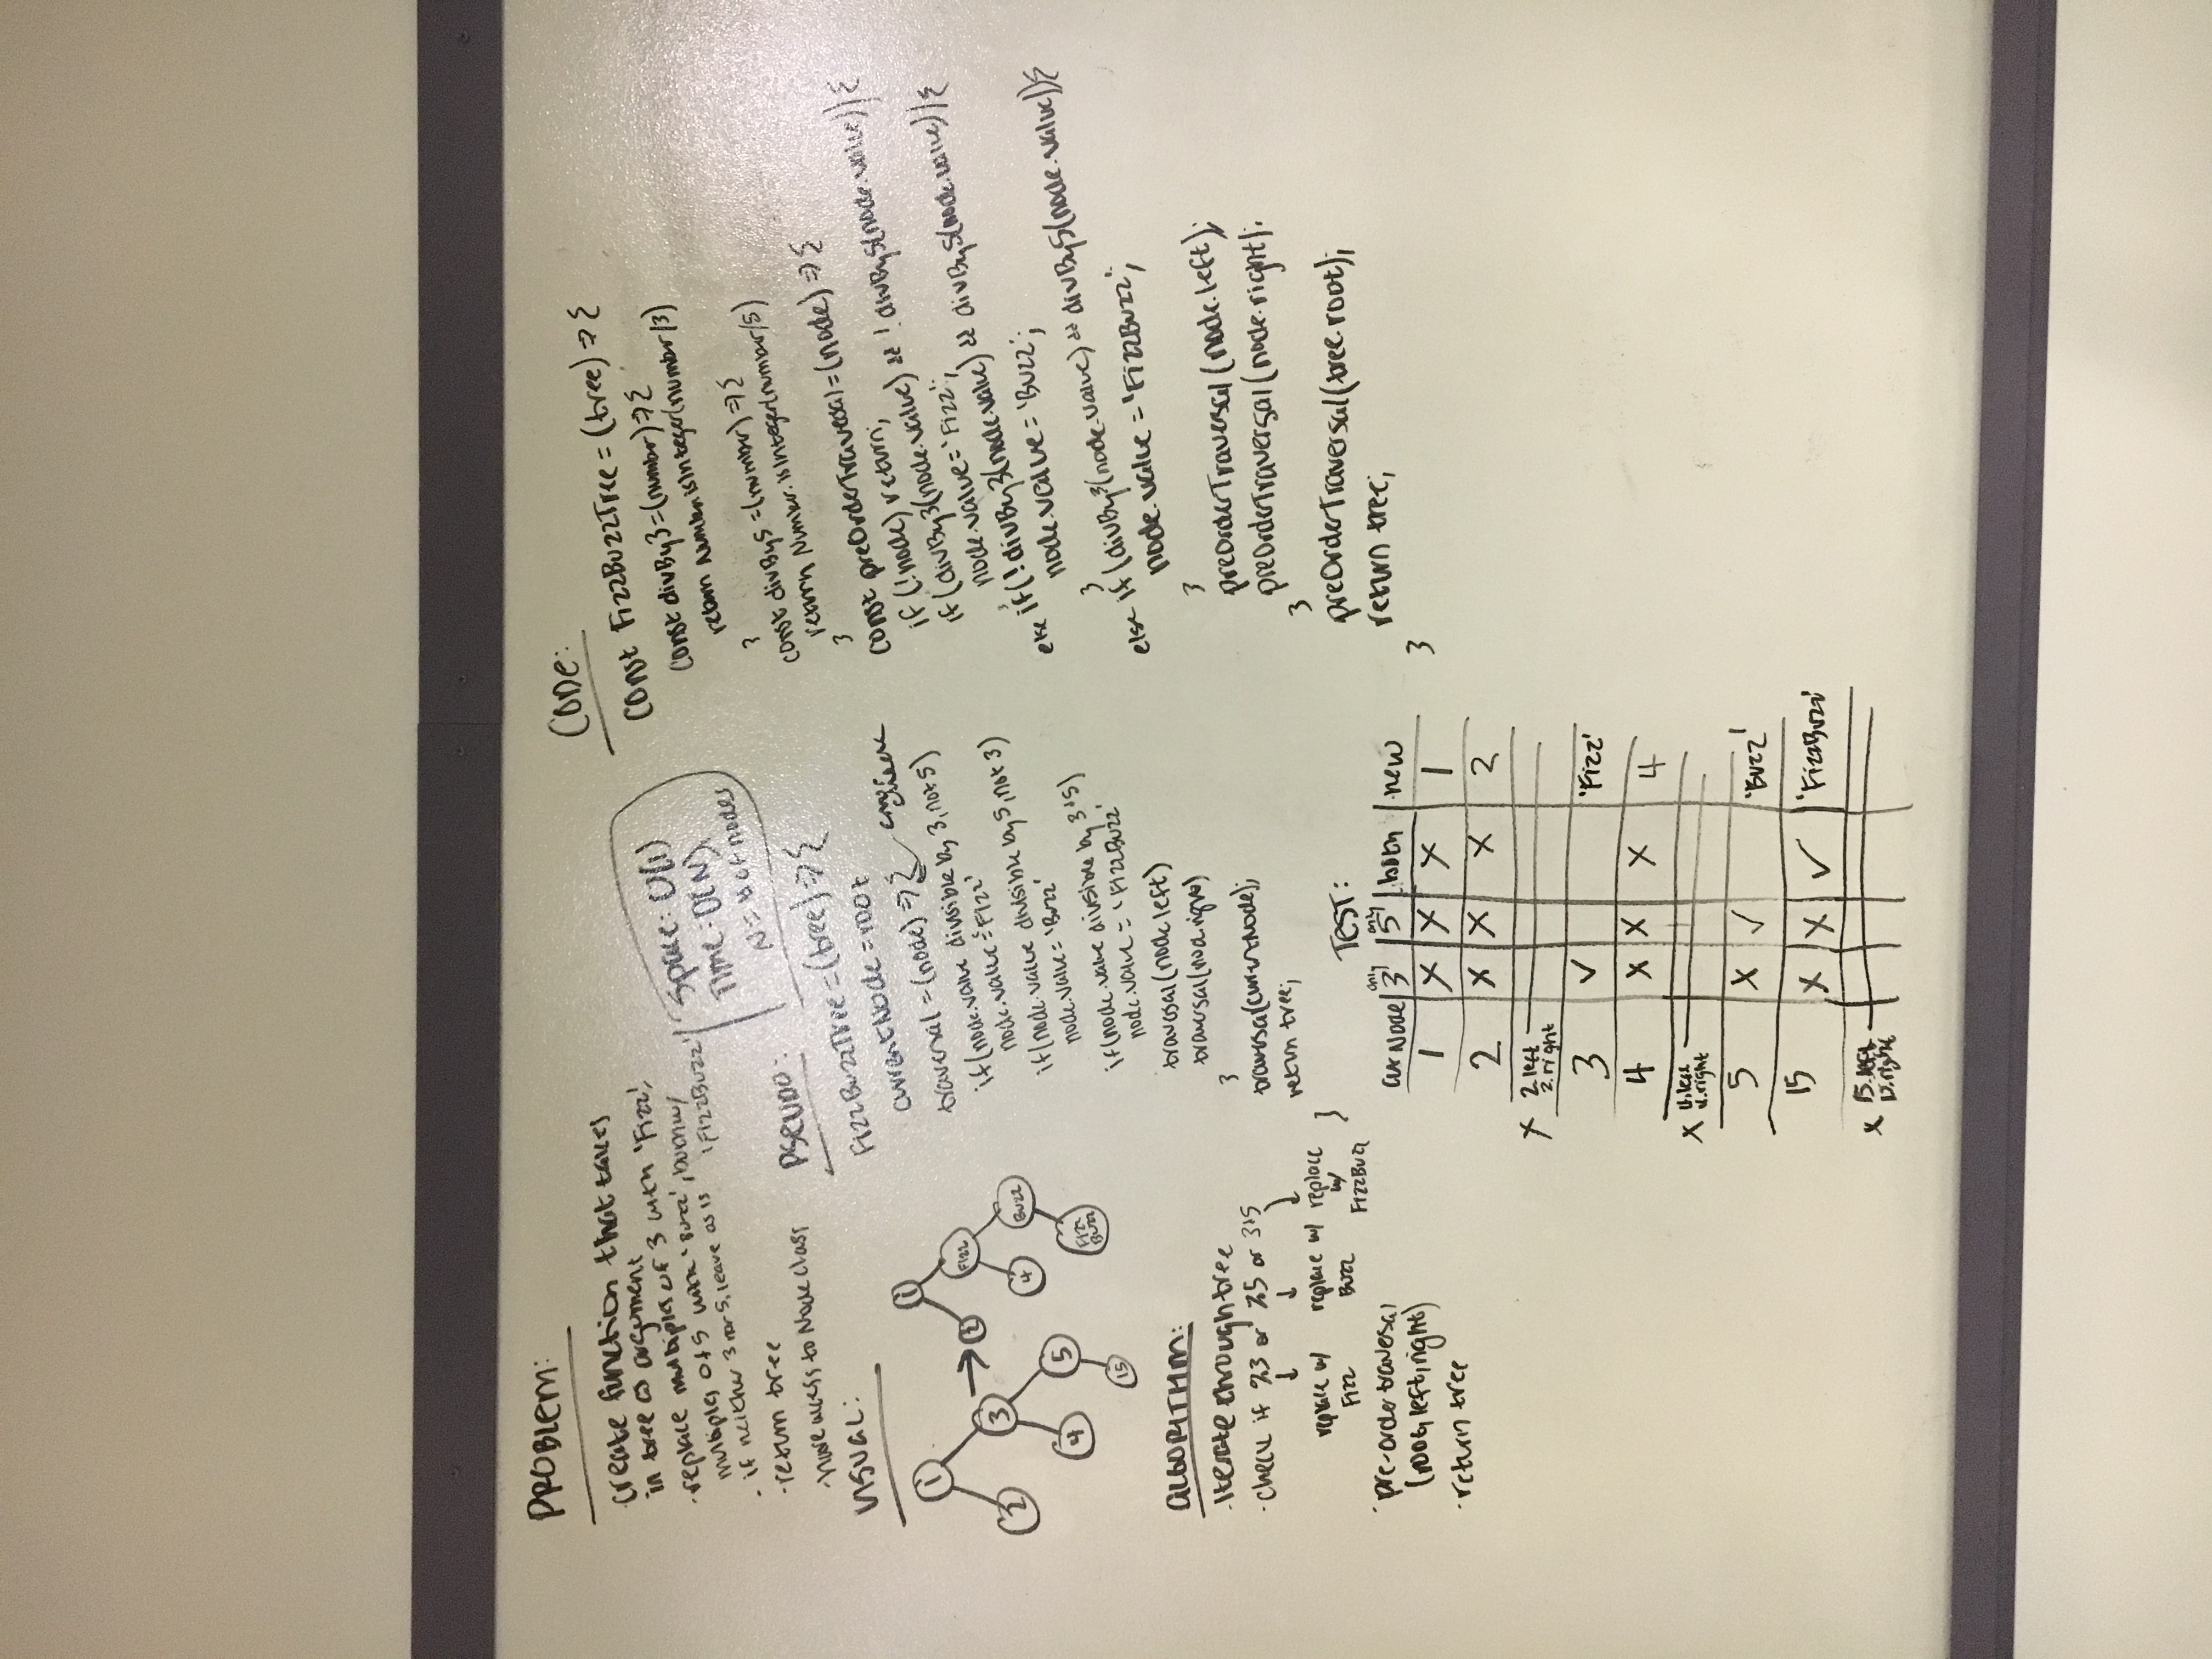 PROBLEM:
· create function that takes
in tree as argument
· replace multiples of 3 with 'Fizz',
multiples of 5 with 'Buzz', both w/
'FizzBuzz'
· if neither 3 nor 5, leave as is
· return tree
· have access to Node class
VISUAL:
1
2
3
4
5
15
1
2
Fizz
4
Buzz
Fizz
Buzz
ALGORITHM:
· iterate through tree
· check if %3 or %5 or 3+5
replace w/
Fizz
replace w/
Buzz
replace
w/
FizzBuzz
· pre-order traversal
(root, left, right)
· return tree
Space: O(1)
Time: O(N)
N = # of nodes
PSEUDO:
FizzBuzzTree = (tree) => {
currentNode = root
traversal = (node) => {
error
check
if(node.value divisible by 3, not 5)
node.value = 'Fizz'
if(node.value divisible by 5, not 3)
node.value = 'Buzz'
if(node.value divisible by 3+5)
node.value = 'FizzBuzz'
traversal(node.left)
traversal(node.right)
}
traversal(currentNode);
return tree;
}
TEST:
curNode | only 3 | only 5 | both | new
1 X X X 1
2 X X X 2
X 2.left
2.right
3 ✓ 'Fizz'
4 X X X 4
X 4.left
4.right
5 X ✓ 'Buzz'
15 X X ✓ 'FizzBuzz'
X 15.left
15.right
CODE:
const FizzBuzzTree = (tree) => {
const divBy3 = (number) => {
return Number.isInteger(number/3)
}
const divBy5 = (number) => {
return Number.isInteger(number/5)
}
const preOrderTraversal = (node) => {
if (!node) return;
if (divBy3(node.value) && !divBy5(node.value)) {
node.value = 'Fizz';
}
else if (!divBy3(node.value) && divBy5(node.value)) {
node.value = 'Buzz';
}
else if (divBy3(node.value) && divBy5(node.value)) {
node.value = 'FizzBuzz';
}
preOrderTraversal(node.left);
preOrderTraversal(node.right);
}
preOrderTraversal(tree.root);
return tree;
}